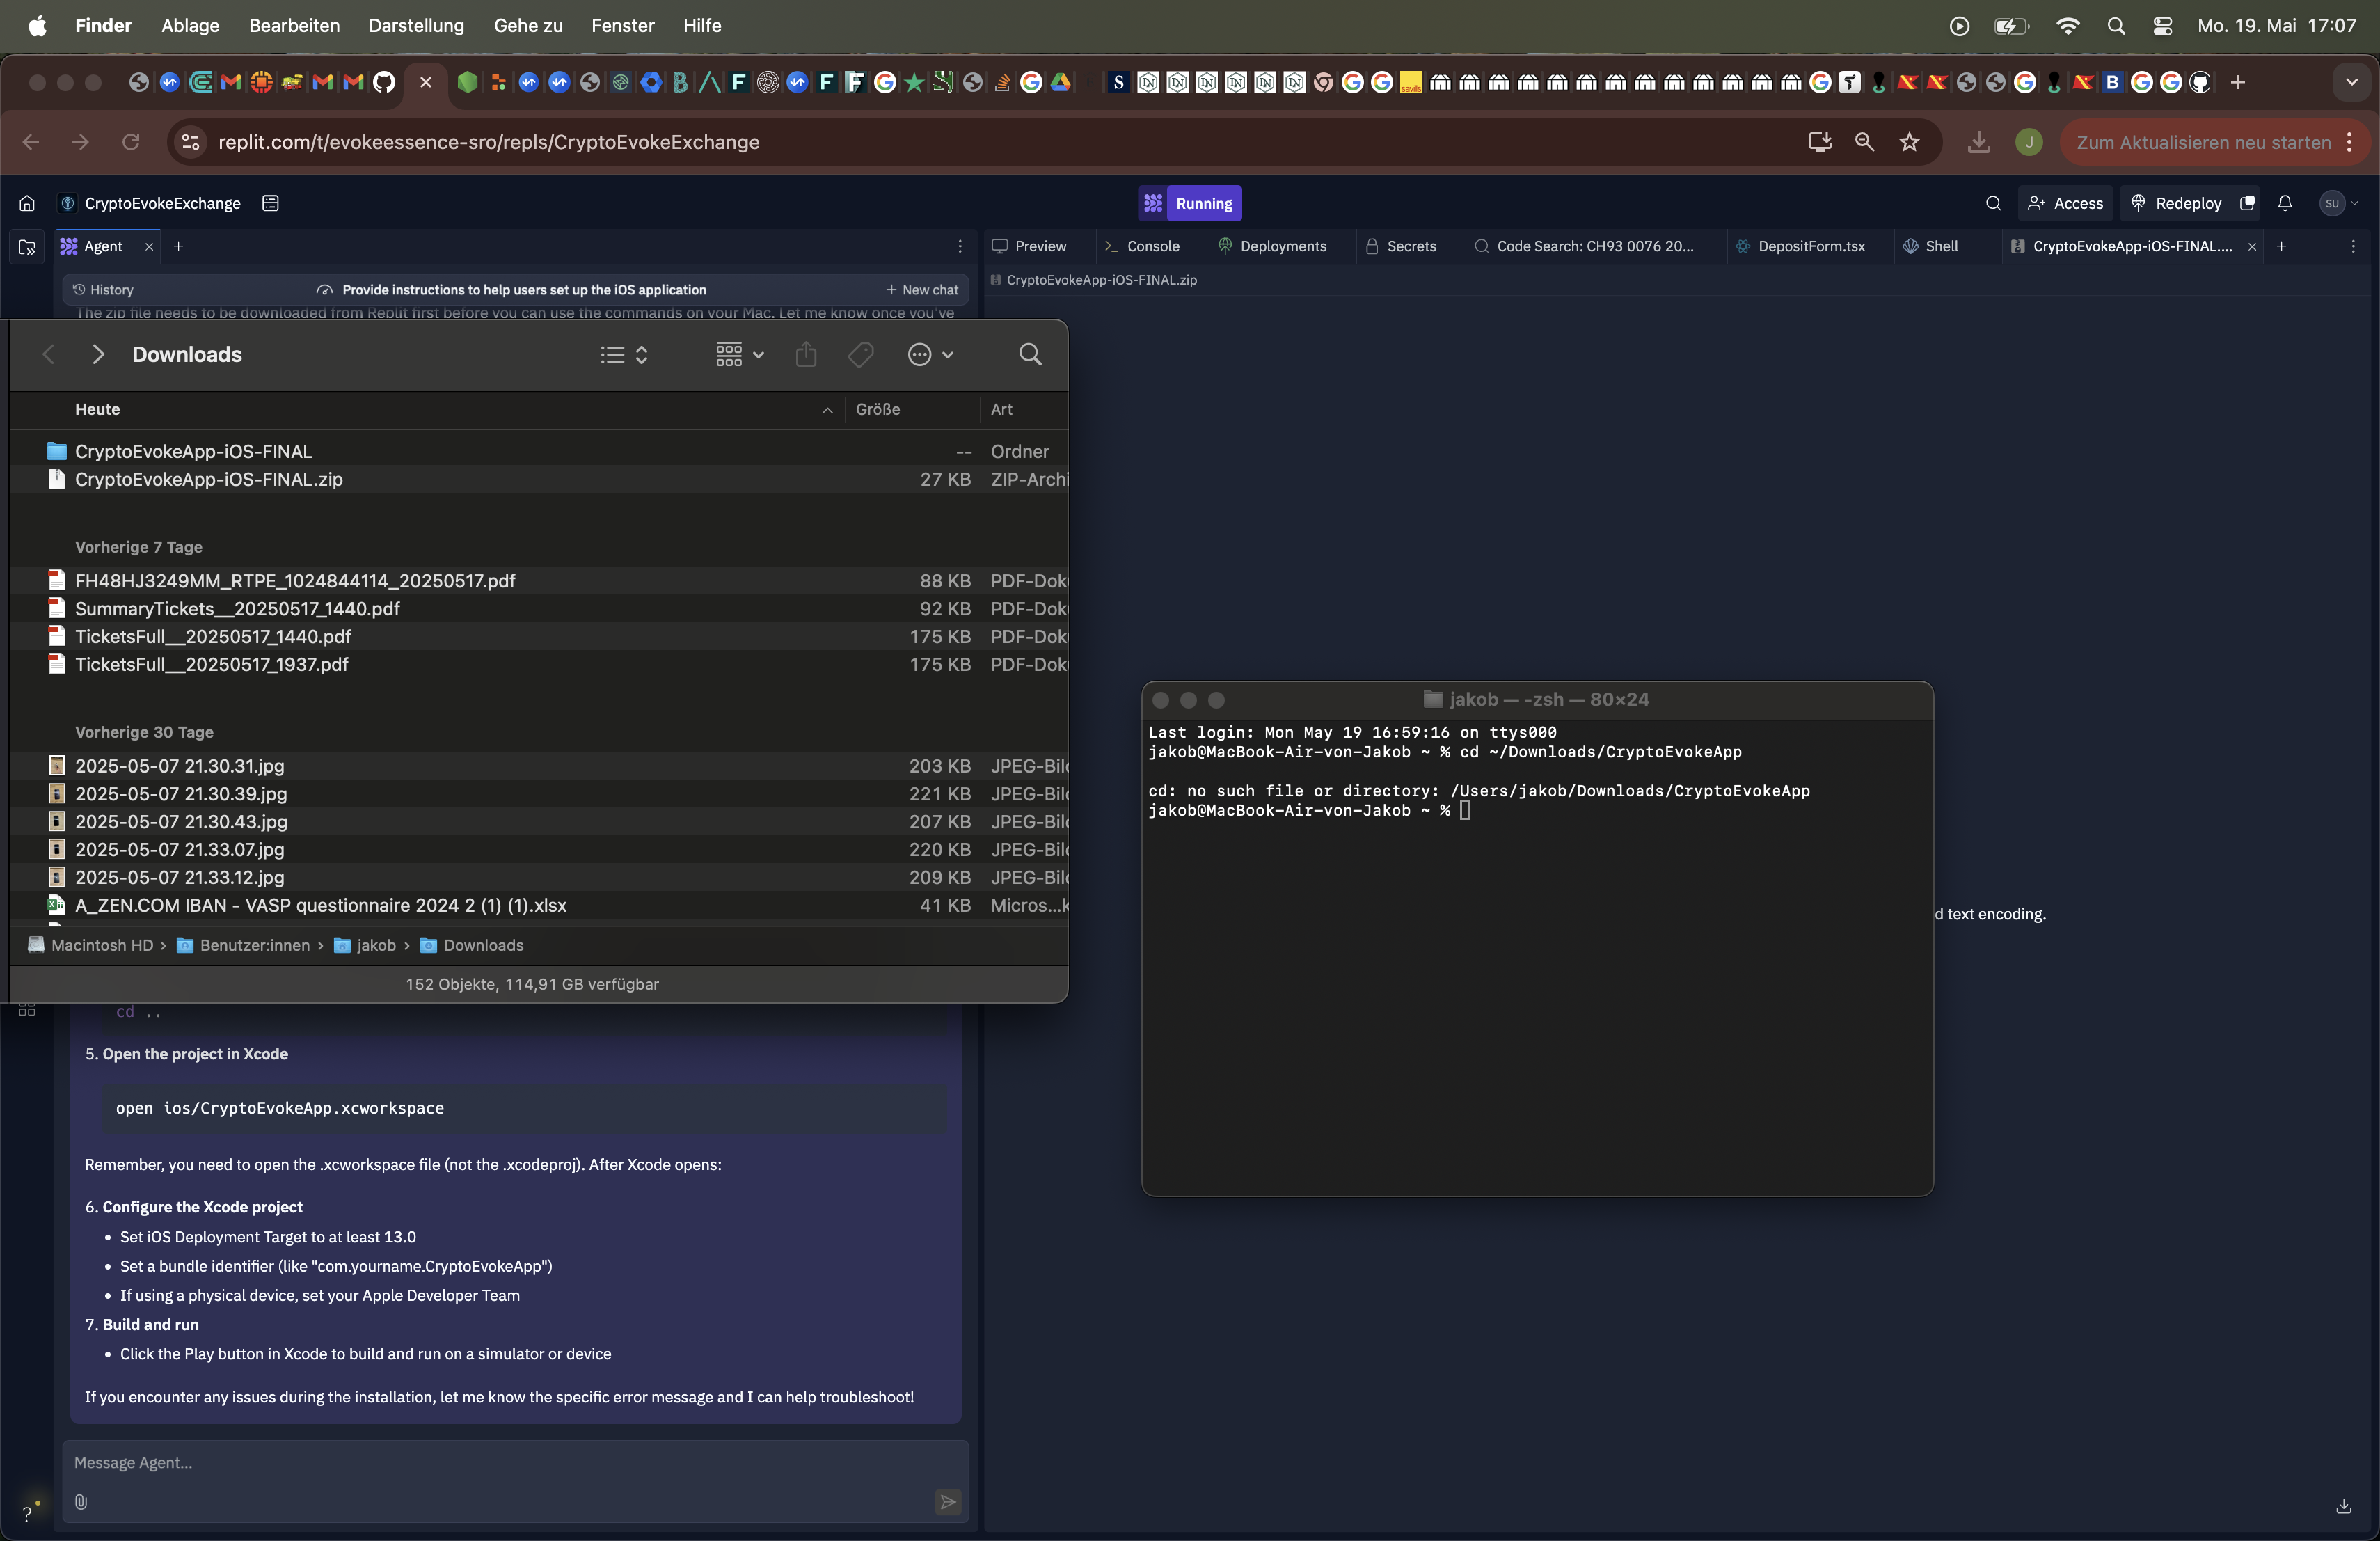 Finder Ablage Bearbeiten Darstellung Gehe zu Fenster Hilfe Mo. 19. Mai 17:07
replit.com/t/evokeessence-sro/repls/CryptoEvokeExchange J Zum Aktualisieren neu starten
CryptoEvokeExchange Running Access Redeploy SU
Agent Preview Console Deployments Secrets Code Search: CH93 0076 20... DepositForm.tsx Shell CryptoEvokeApp-iOS-FINAL....
History Provide instructions to help users set up the iOS application New chat CryptoEvokeApp-iOS-FINAL.zip
The zip file needs to be downloaded from Replit first before you can use the commands on your Mac. Let me know once you've
Downloads
Heute Größe Art
CryptoEvokeApp-iOS-FINAL -- Ordner
CryptoEvokeApp-iOS-FINAL.zip 27 KB ZIP-Archi
Vorherige 7 Tage
FH48HJ3249MM_RTPE_1024844114_20250517.pdf 88 KB PDF-Dok
SummaryTickets__20250517_1440.pdf 92 KB PDF-Dok
TicketsFull__20250517_1440.pdf 175 KB PDF-Dok
TicketsFull__20250517_1937.pdf 175 KB PDF-Dok
Vorherige 30 Tage
2025-05-07 21.30.31.jpg 203 KB JPEG-Bild
2025-05-07 21.30.39.jpg 221 KB JPEG-Bild
2025-05-07 21.30.43.jpg 207 KB JPEG-Bild
2025-05-07 21.33.07.jpg 220 KB JPEG-Bild
2025-05-07 21.33.12.jpg 209 KB JPEG-Bild
A_ZEN.COM IBAN - VASP questionnaire 2024 2 (1) (1).xlsx 41 KB Micros...k
Macintosh HD › Benutzer:innen › jakob › Downloads
152 Objekte, 114,91 GB verfügbar
jakob — -zsh — 80×24
Last login: Mon May 19 16:59:16 on ttys000
jakob@MacBook-Air-von-Jakob ~ % cd ~/Downloads/CryptoEvokeApp
cd: no such file or directory: /Users/jakob/Downloads/CryptoEvokeApp
jakob@MacBook-Air-von-Jakob ~ %
d text encoding.
cd ..
5. Open the project in Xcode
open ios/CryptoEvokeApp.xcworkspace
Remember, you need to open the .xcworkspace file (not the .xcodeproj). After Xcode opens:
6. Configure the Xcode project
• Set iOS Deployment Target to at least 13.0
• Set a bundle identifier (like "com.yourname.CryptoEvokeApp")
• If using a physical device, set your Apple Developer Team
7. Build and run
• Click the Play button in Xcode to build and run on a simulator or device
If you encounter any issues during the installation, let me know the specific error message and I can help troubleshoot!
Message Agent...